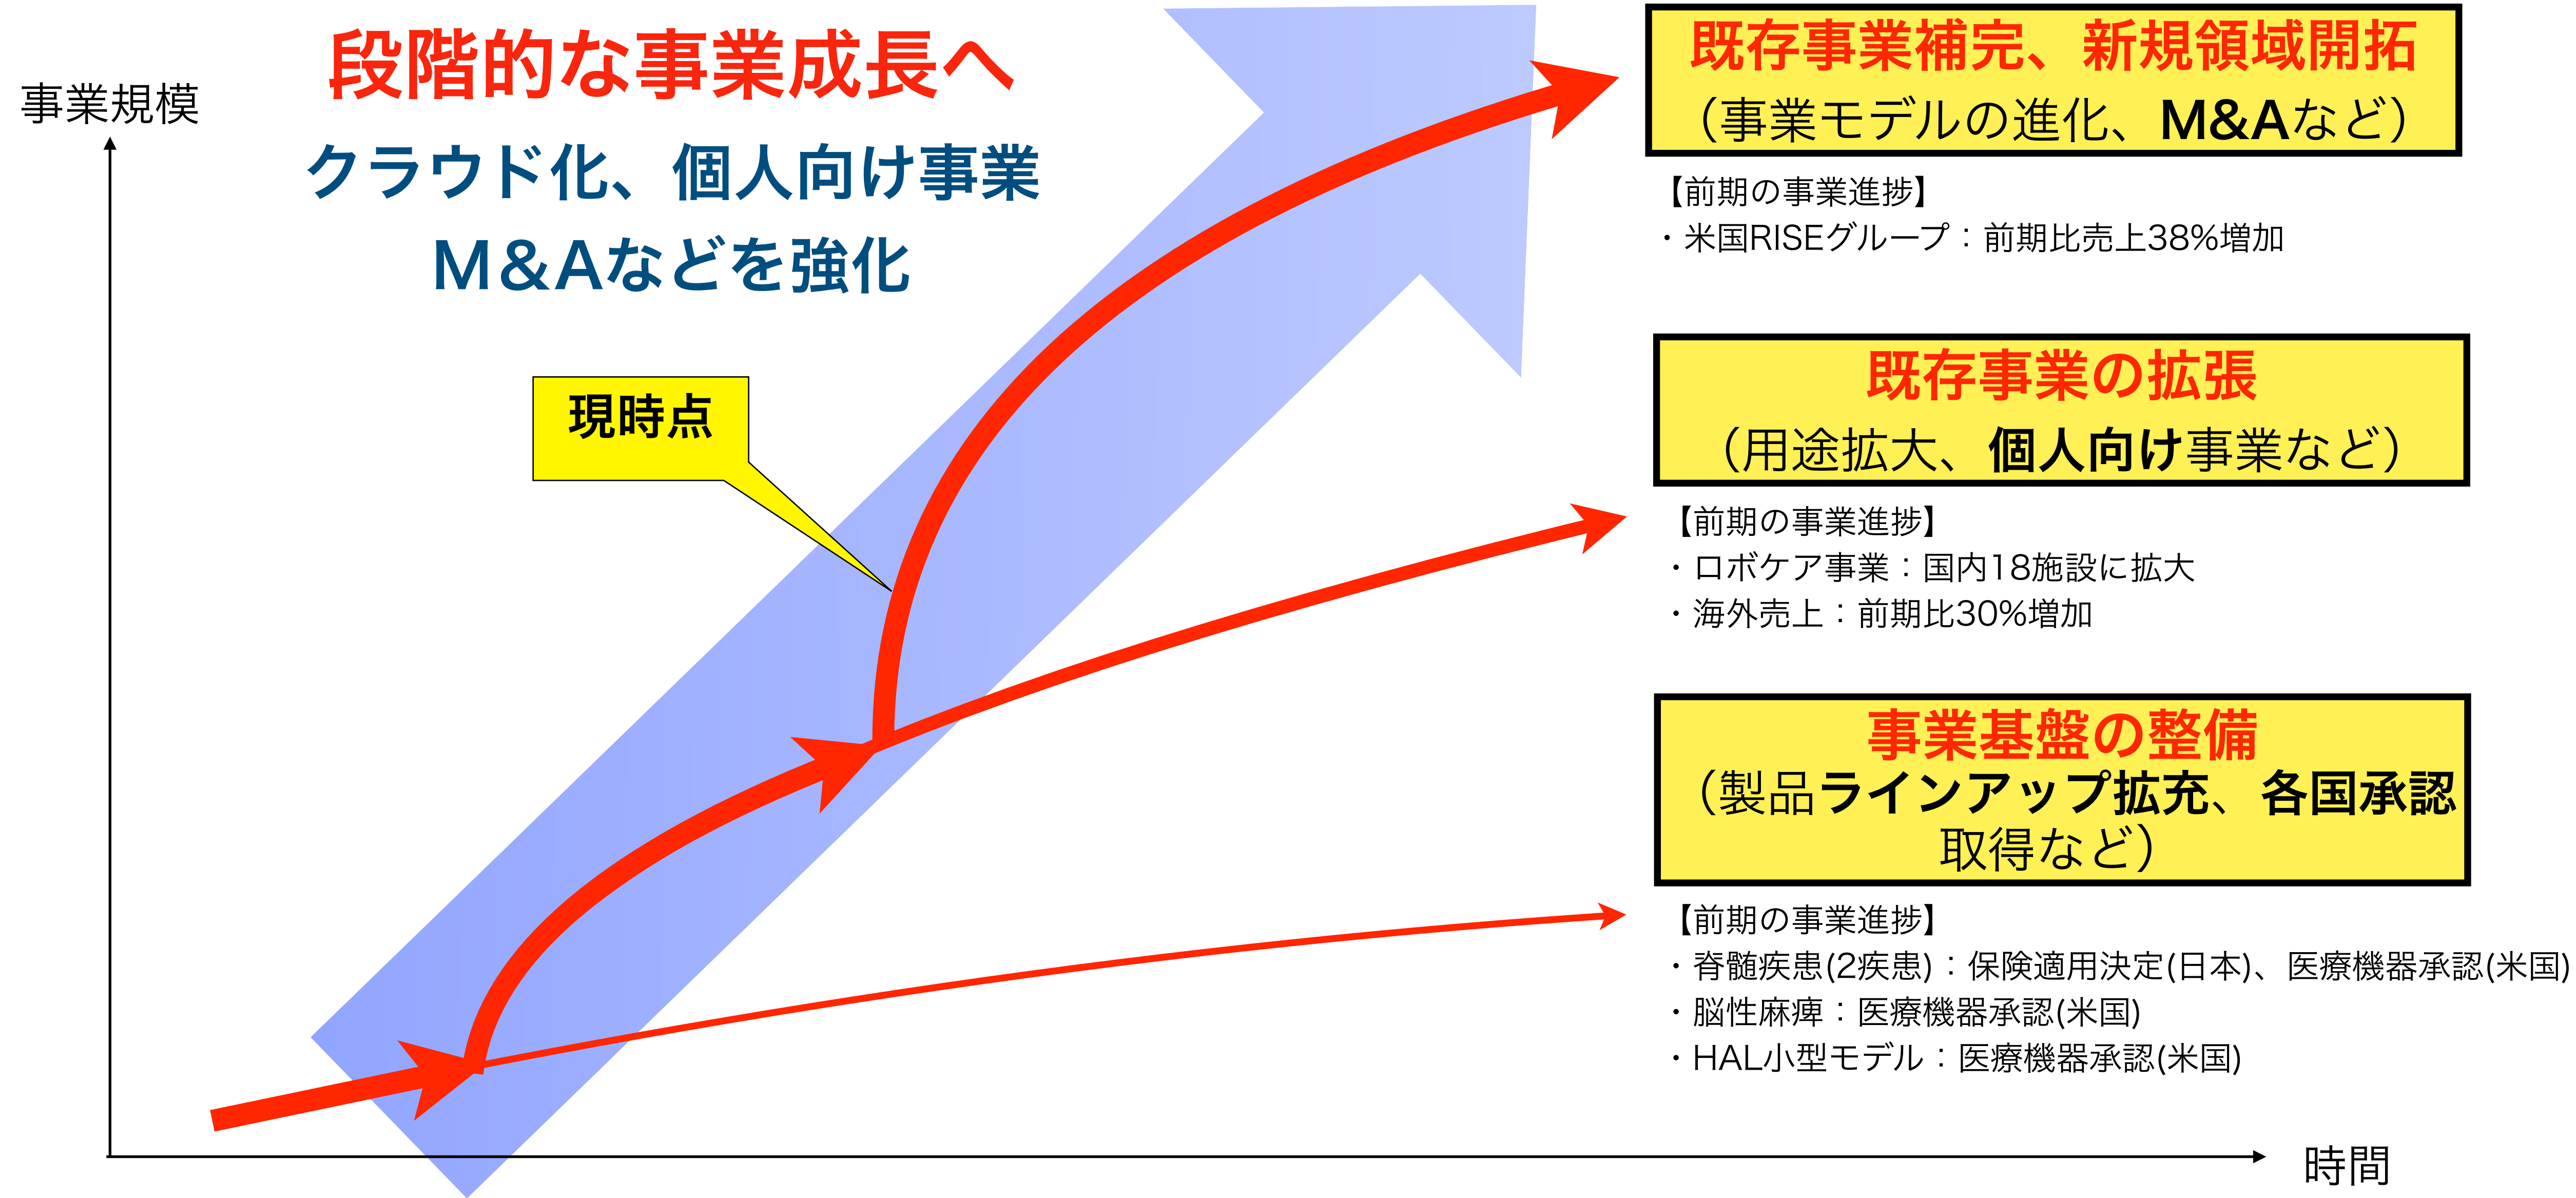 段階的な事業成長へ
クラウド化、個人向け事業
M&Aなどを強化
事業規模
現時点
時間
既存事業補完、新規領域開拓
（事業モデルの進化、M&Aなど）
【前期の事業進捗】
・米国RISEグループ：前期比売上38%増加
既存事業の拡張
（用途拡大、個人向け事業など）
【前期の事業進捗】
・ロボケア事業：国内18施設に拡大
・海外売上：前期比30%増加
事業基盤の整備
（製品ラインアップ拡充、各国承認
取得など）
【前期の事業進捗】
・脊髄疾患(2疾患)：保険適用決定(日本)、医療機器承認(米国)
・脳性麻痺：医療機器承認(米国)
・HAL小型モデル：医療機器承認(米国)